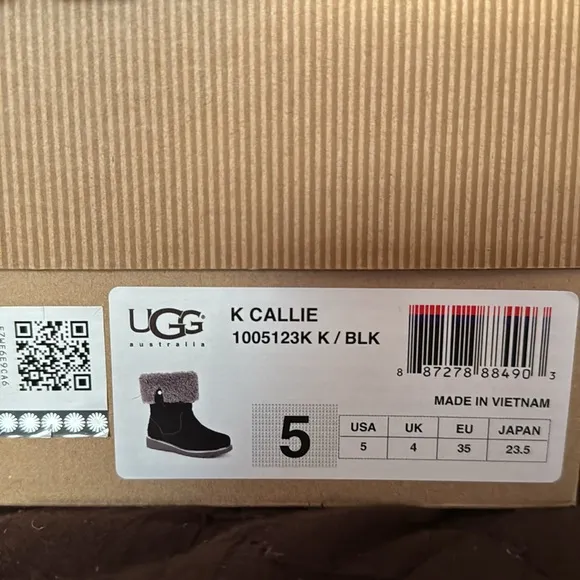 UGG
australia
K CALLIE
1005123K K / BLK
8 87278 88490 3
MADE IN VIETNAM
5
USA UK EU JAPAN
5 4 35 23.5